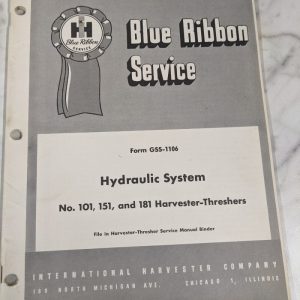 IH
Blue Ribbon
SERVICE
Blue Ribbon
Service
Form GSS-1106
Hydraulic System
No. 101, 151, and 181 Harvester-Threshers
File in Harvester-Thresher Service Manual Binder
INTERNATIONAL HARVESTER COMPANY
180 NORTH MICHIGAN AVE. CHICAGO 1, ILLINOIS